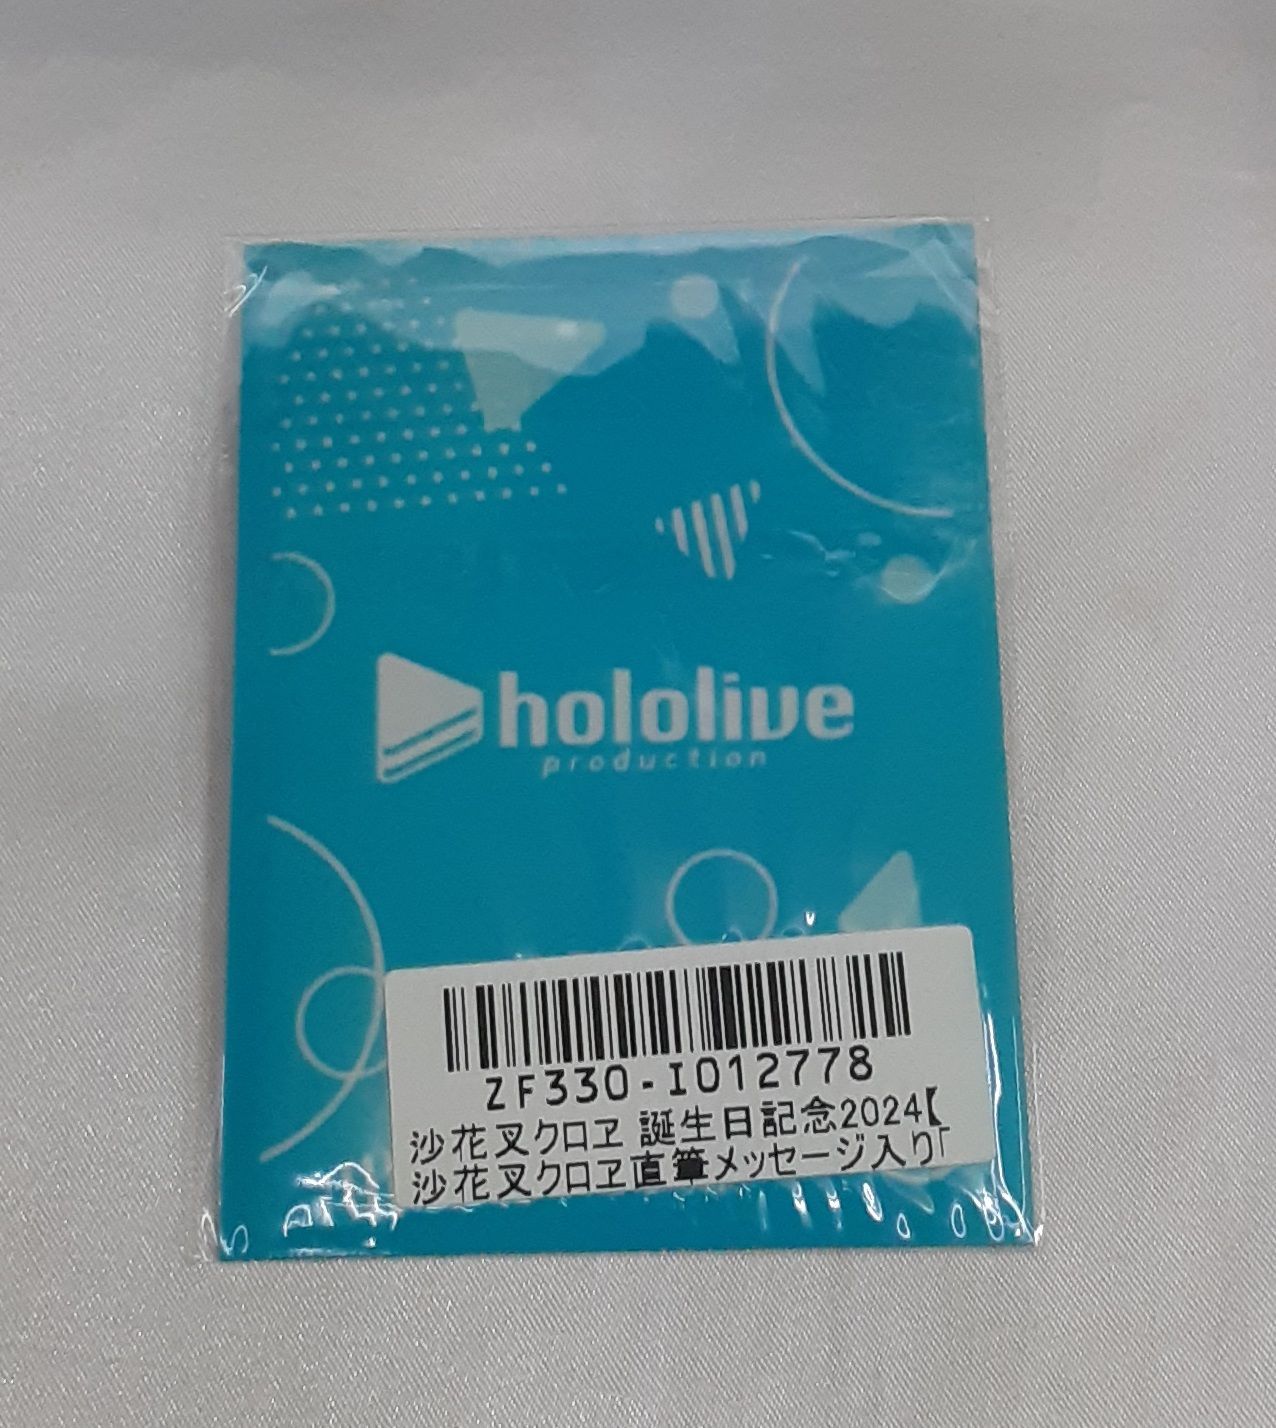 hololive
production
ZF330-I012778
沙花叉クロヱ 誕生日記念2024【
沙花叉クロヱ直筆メッセージ入り「